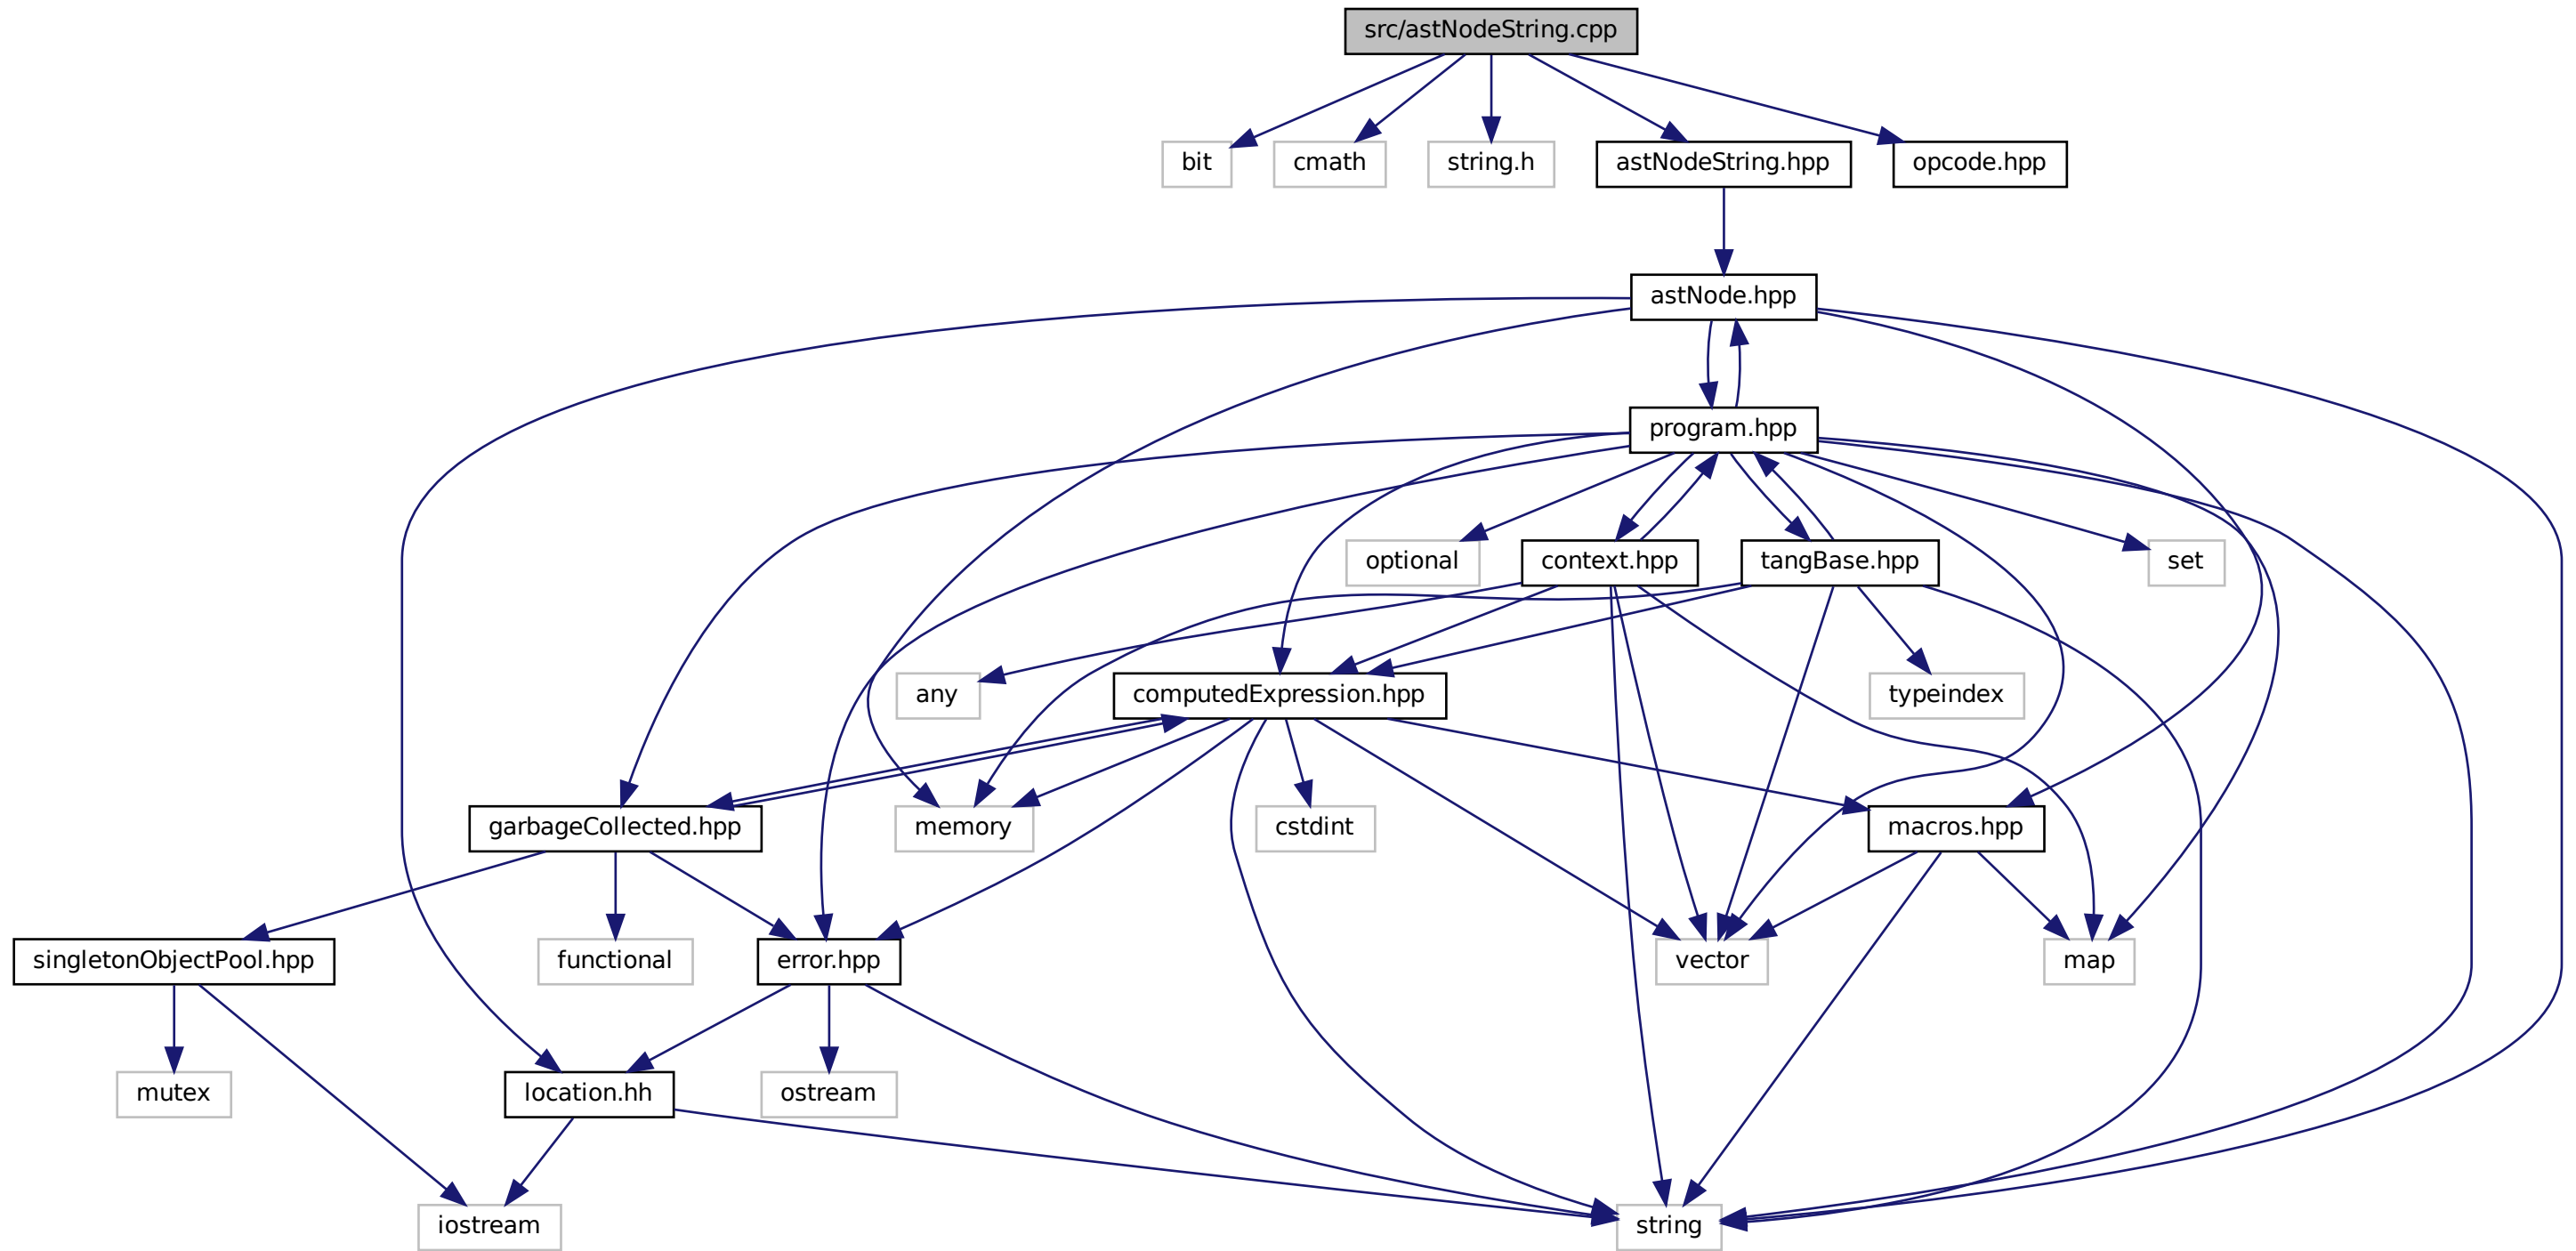 src/astNodeString.cpp
bit
cmath
string.h
astNodeString.hpp
opcode.hpp
astNode.hpp
program.hpp
optional
context.hpp
tangBase.hpp
set
any
computedExpression.hpp
typeindex
garbageCollected.hpp
memory
cstdint
macros.hpp
singletonObjectPool.hpp
functional
error.hpp
vector
map
mutex
location.hh
ostream
iostream
string